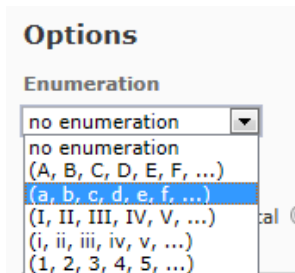 Options
Enumeration
no enumeration
no enumeration
(A, B, C, D, E, F, ...)
(a, b, c, d, e, f, ...)
(I, II, III, IV, V, ...)
(i, ii, iii, iv, v, ...)
(1, 2, 3, 4, 5, ...)